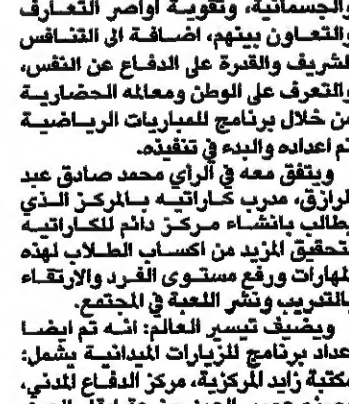 والجسمانية، وتقوية أواصر التعارف
والتعاون بينهم، اضافة الى التنافس
الشريف والقدرة على الدفاع عن النفس،
والتعرف على الوطن ومعالمه الحضارية
من خلال برنامج للمباريات الرياضية
تم اعداده والبدء في تنفيذه.
ويتفق معه في الرأي محمد صادق عبد
الرازق، مدرب كاراتيه بالمركز الذي
يطالب بانشاء مركز دائم للكاراتيه
لتحقيق المزيد من اكساب الطلاب لهذه
المهارات ورفع مستوى الفرد والارتقاء
بالتدريب ونشر اللعبة في المجتمع.
ويضيف تيسير العالم: انه تم ايضا
اعداد برنامج للزيارات الميدانية يشمل:
مكتبة زايد المركزية، مركز الدفاع المدني،